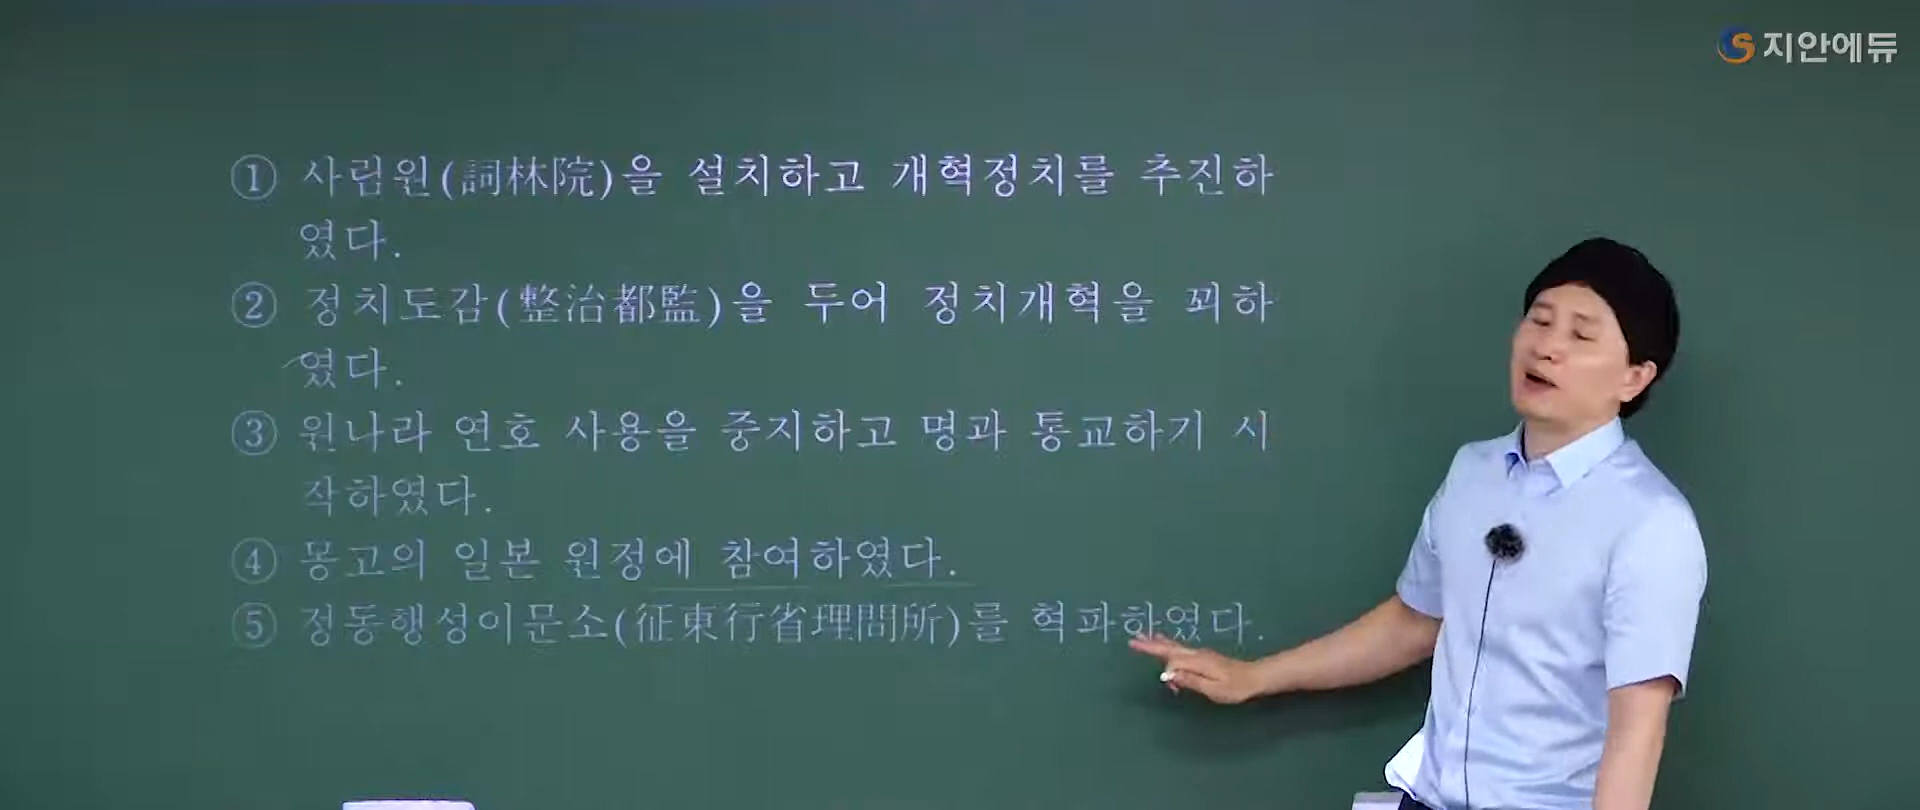 지안에듀
① 사림원(詞林院)을 설치하고 개혁정치를 추진하
였다.
② 정치도감(整治都監)을 두어 정치개혁을 꾀하
였다.
③ 원나라 연호 사용을 중지하고 명과 통교하기 시
작하였다.
④ 몽고의 일본 원정에 참여하였다.
⑤ 정동행성이문소(征東行省理問所)를 혁파하였다.